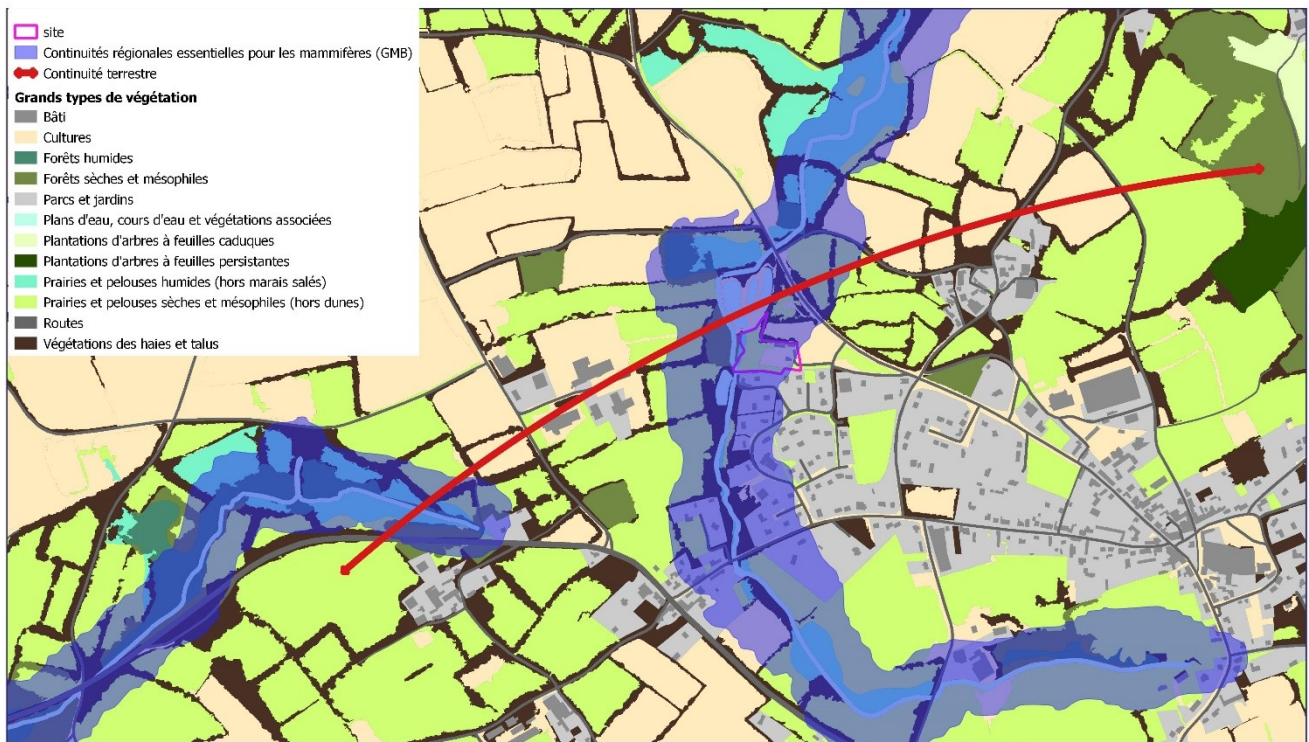 site
Continuités régionales essentielles pour les mammifères (GMB)
Continuité terrestre
Grands types de végétation
Bâti
Cultures
Forêts humides
Forêts sèches et mésophiles
Parcs et jardins
Plans d'eau, cours d'eau et végétations associées
Plantations d'arbres à feuilles caduques
Plantations d'arbres à feuilles persistantes
Prairies et pelouses humides (hors marais salés)
Prairies et pelouses sèches et mésophiles (hors dunes)
Routes
Végétations des haies et talus